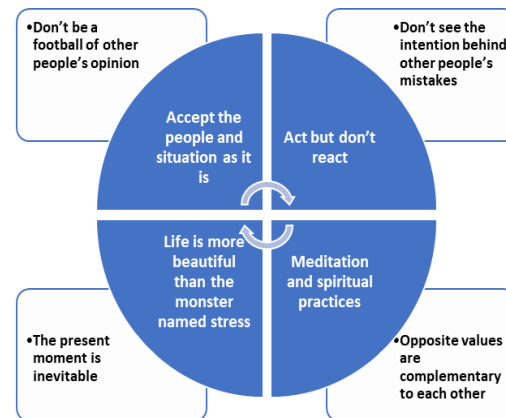 •Don't be a
football of other
people's opinion
•Don't see the
intention behind
other people's
mistakes
Accept the
people and
situation as it
is
Act but don't
react
Life is more
beautiful
than the
monster
named stress
Meditation
and spiritual
practices
•The present
moment is
inevitable
•Opposite values
are
complementary
to each other